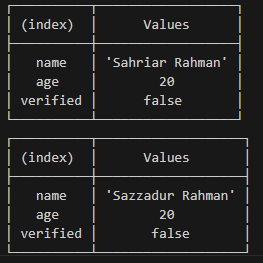 (index) Values
name 'Sahriar Rahman'
age 20
verified false
(index) Values
name 'Sazzadur Rahman'
age 20
verified false